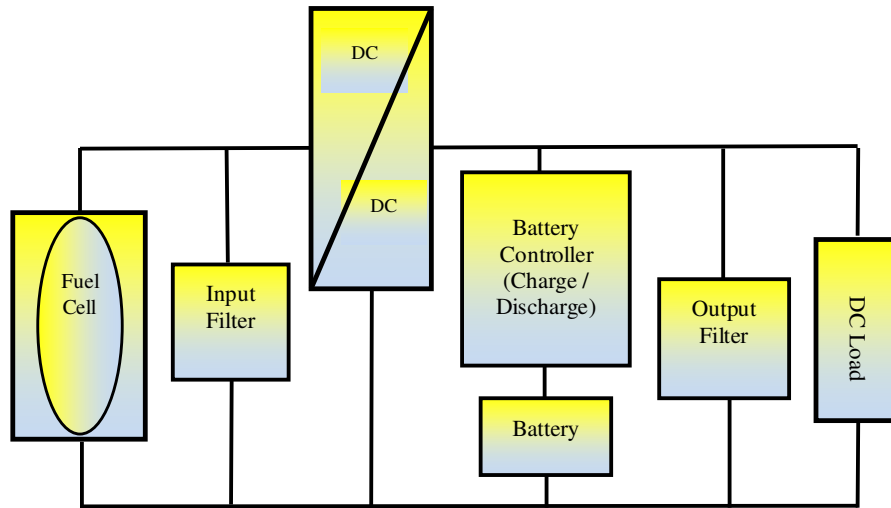 DC
DC
Fuel
Cell
Input
Filter
Battery
Controller
(Charge /
Discharge)
Battery
Output
Filter
DC Load